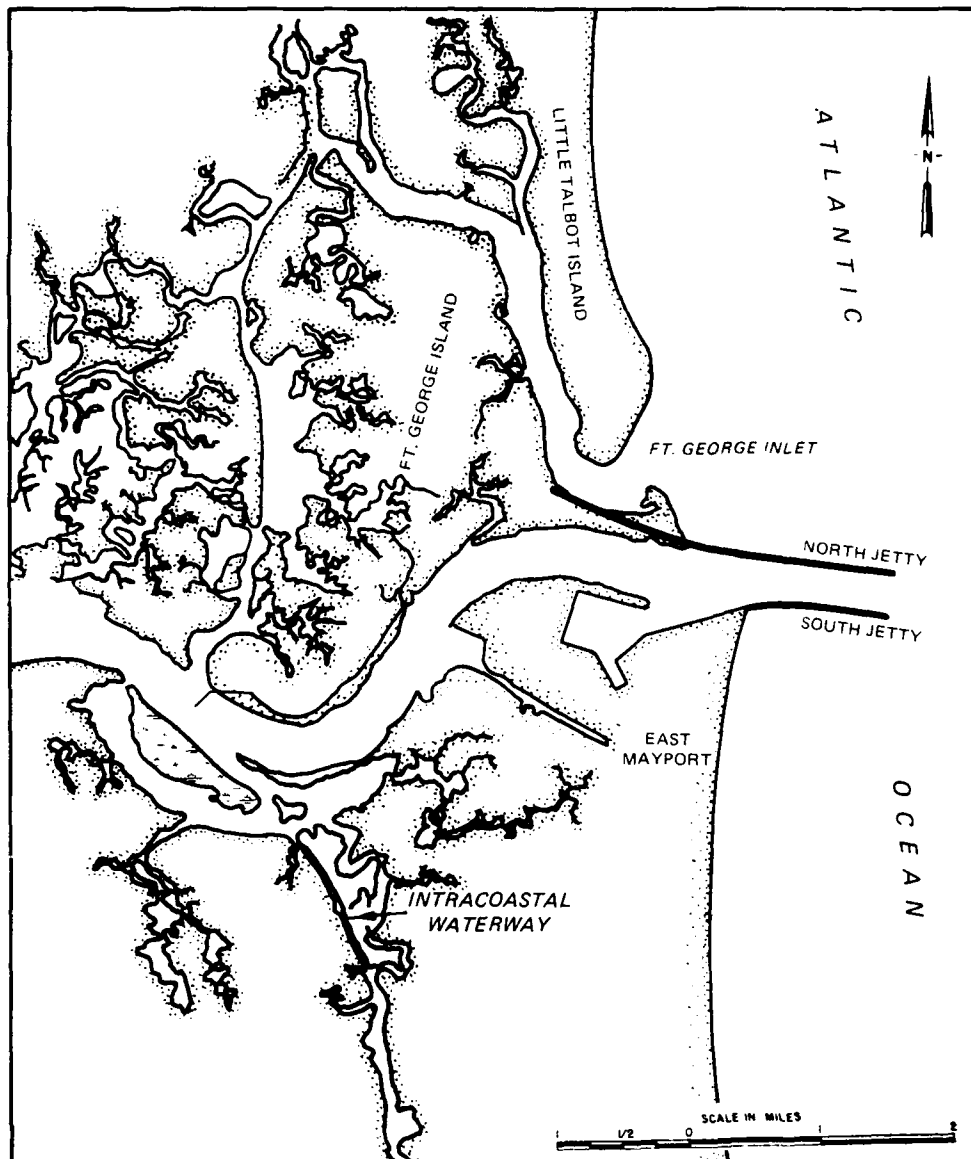 ATLANTIC
N
LITTLE TALBOT ISLAND
FT. GEORGE ISLAND
FT. GEORGE INLET
NORTH JETTY
SOUTH JETTY
EAST
MAYPORT
OCEAN
INTRACOASTAL
WATERWAY
SCALE IN MILES
1 1/2 0 1 2